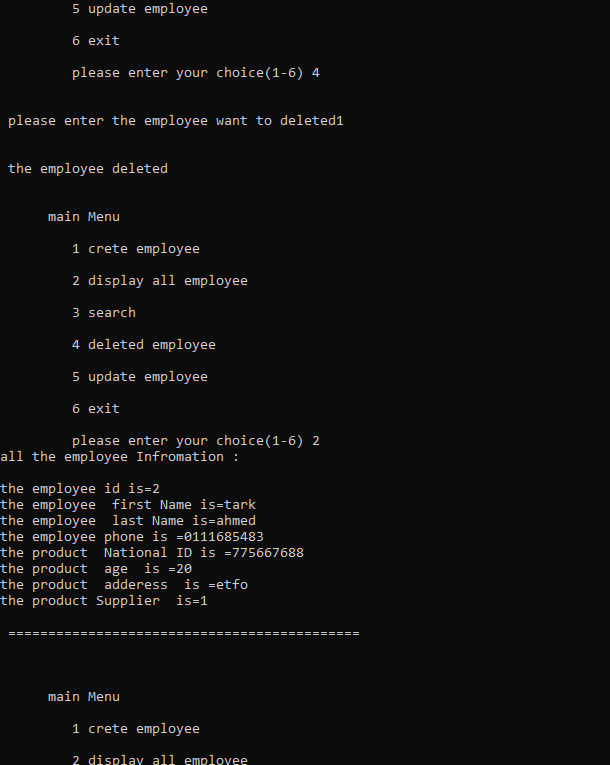 5 update employee
6 exit
please enter your choice(1-6) 4
please enter the employee want to deleted1
the employee deleted
main Menu
1 crete employee
2 display all employee
3 search
4 deleted employee
5 update employee
6 exit
please enter your choice(1-6) 2
all the employee Infromation :
the employee id is=2
the employee  first Name is=tark
the employee  last Name is=ahmed
the employee phone is =0111685483
the product  National ID is =775667688
the product  age  is =20
the product  adderess  is =etfo
the product Supplier  is=1
============================================
main Menu
1 crete employee
2 display all employee